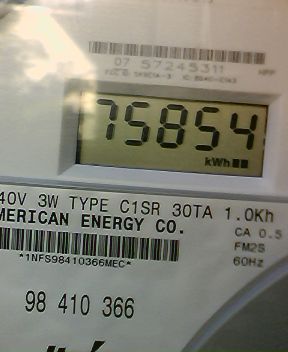 07 57245311
75854
kWh
40V 3W TYPE C1SR 30TA 1.0Kh
MERICAN ENERGY CO.
CA 0.5
FM2S
60Hz
*1NFS98410366MEC*
98 410 366